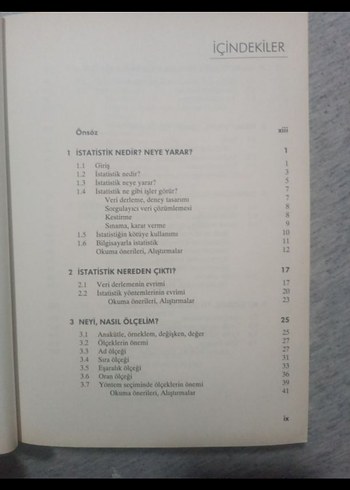 İÇİNDEKİLER
Önsöz xiii
1 İSTATİSTİK NEDİR? NEYE YARAR? 1
1.1 Giriş 1
1.2 İstatistik nedir? 3
1.3 İstatistik neye yarar? 5
1.4 İstatistik ne gibi işler görür? 7
Veri derleme, deney tasarımı 7
Sorgulayıcı veri çözümlemesi 8
Kestirme 8
Sınama, karar verme 9
1.5 İstatistiğin kötüye kullanımı 10
1.6 Bilgisayarla istatistik 11
Okuma önerileri, Alıştırmalar 12
2 İSTATİSTİK NEREDEN ÇIKTI? 17
2.1 Veri derlemenin evrimi 17
2.2 İstatistik yöntemlerinin evrimi 20
Okuma önerileri, Alıştırmalar 23
3 NEYİ, NASIL ÖLÇELİM? 25
3.1 Anakütle, örneklem, değişken, değer 25
3.2 Ölçeklerin önemi 27
3.3 Ad ölçeği 27
3.4 Sıra ölçeği 31
3.5 Eşaralık ölçeği 33
3.6 Oran ölçeği 36
3.7 Yöntem seçiminde ölçeklerin önemi 39
Okuma önerileri, Alıştırmalar 41
ix